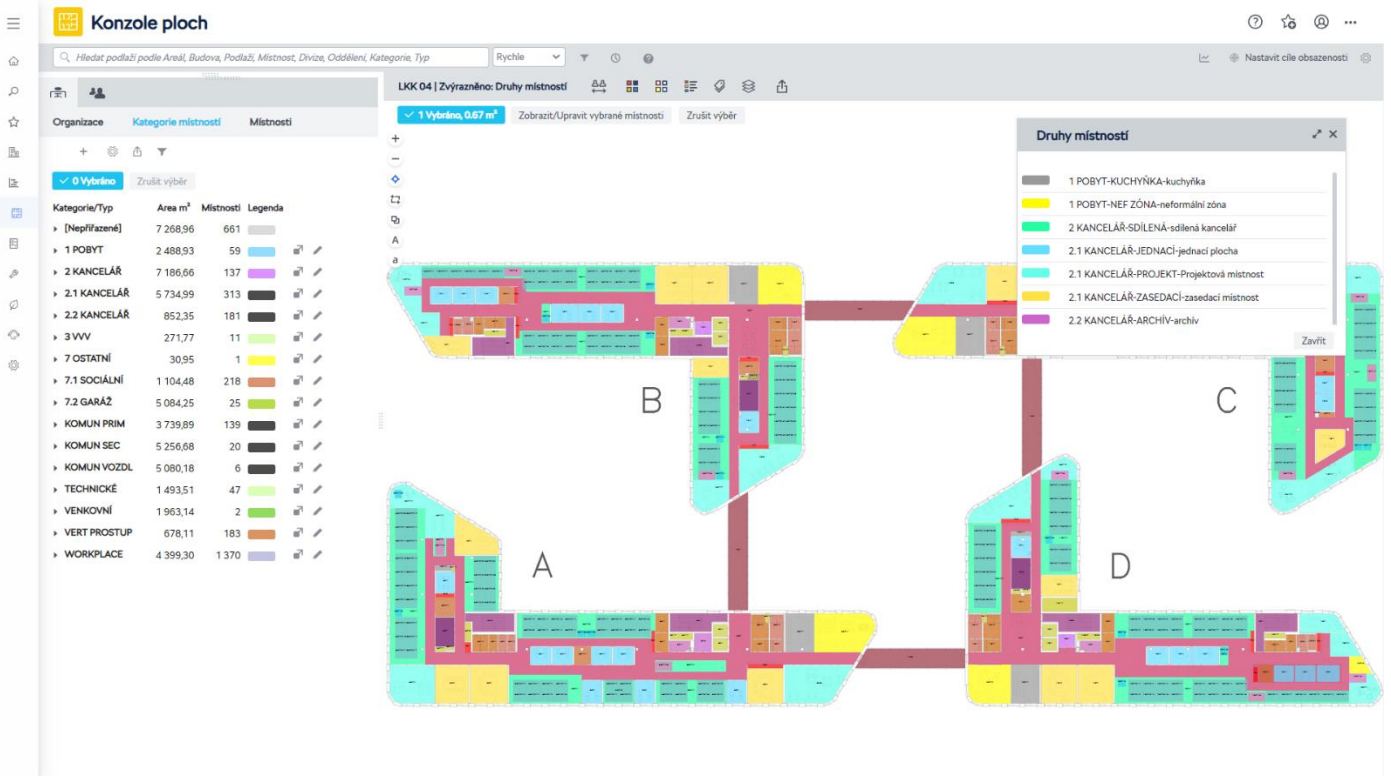 Konzole ploch
Hledat podlaží podle Areál, Budova, Podlaží, Místnost, Divize, Oddělení, Kategorie, Typ
Rychle
Nastavit cíle obsazenosti
LKK 04 | Zvýrazněno: Druhy místností
Organizace Kategorie místností Místnosti
1 Vybráno, 0.67 m² Zobrazit/Upravit vybrané místnosti Zrušit výběr
0 Vybráno Zrušit výběr
Kategorie/Typ Area m² Místností Legenda
[Nepřiřazené] 7 268,96 661
1 POBYT 2 488,93 59
2 KANCELÁŘ 7 186,66 137
2.1 KANCELÁŘ 5 734,99 313
2.2 KANCELÁŘ 852,35 181
3 VVV 271,77 11
7 OSTATNÍ 30,95 1
7.1 SOCIÁLNÍ 1 104,48 218
7.2 GARÁŽ 5 084,25 25
KOMUN PRIM 3 739,89 139
KOMUN SEC 5 256,68 20
KOMUN VOZDL 5 080,18 6
TECHNICKÉ 1 493,51 47
VENKOVNÍ 1 963,14 2
VERT PROSTUP 678,11 183
WORKPLACE 4 399,30 1 370
A
a
Druhy místností
1 POBYT-KUCHYŇKA-kuchyňka
1 POBYT-NEF ZÓNA-neformální zóna
2 KANCELÁŘ-SDÍLENÁ-sdílená kancelář
2.1 KANCELÁŘ-JEDNACÍ-jednací plocha
2.1 KANCELÁŘ-PROJEKT-Projektová místnost
2.1 KANCELÁŘ-ZASEDACÍ-zasedací místnost
2.2 KANCELÁŘ-ARCHÍV-archív
Zavřít
B
C
A
D